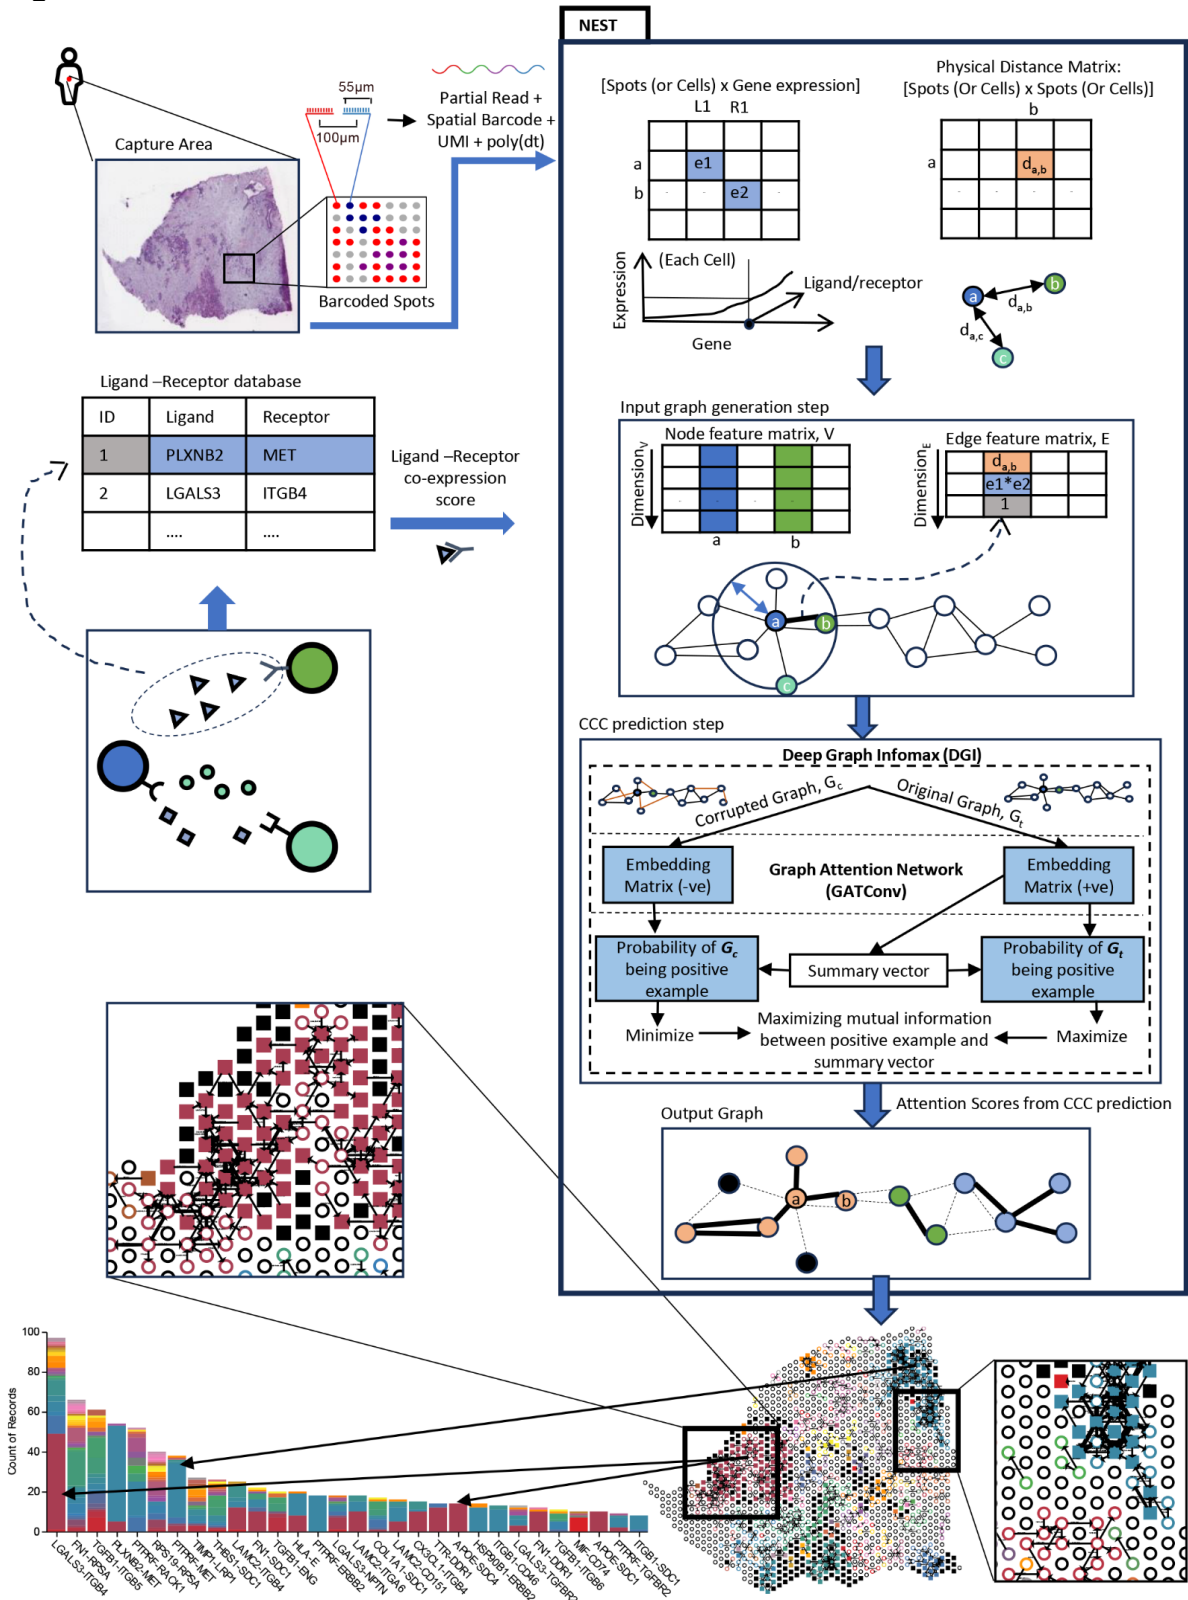 NEST
55µm
100µm
Partial Read +
Spatial Barcode +
UMI + poly(dt)
Capture Area
Barcoded Spots
[Spots (or Cells) x Gene expression]
L1 R1
a e1
b e2
Physical Distance Matrix:
[Spots (Or Cells) x Spots (Or Cells)]
b
a da,b
Expression
(Each Cell)
Ligand/receptor
Gene
a
b
da,b
da,c
c
Ligand –Receptor database
ID Ligand Receptor
1 PLXNB2 MET
2 LGALS3 ITGB4
.... ....
Ligand –Receptor
co-expression
score
Input graph generation step
Node feature matrix, V
DimensionV
a b
Edge feature matrix, E
DimensionE
da,b
e1*e2
1
a
b
c
CCC prediction step
Deep Graph Infomax (DGI)
Corrupted Graph, Gc
Original Graph, Gt
Embedding
Matrix (-ve)
Graph Attention Network
(GATConv)
Embedding
Matrix (+ve)
Probability of Gc
being positive
example
Summary vector
Probability of Gt
being positive
example
Minimize
Maximizing mutual information
between positive example and
summary vector
Maximize
Attention Scores from CCC prediction
Output Graph
a
b
Count of Records
100
80
60
40
20
0
LGALS3-ITGB4
FN1-RPSA
TGFB1-ITGB5
PLXNB2-MET
PTPRF-RACK1
RPS19-RPSA
PTPRF-MET
TIMP1-LRP1
THBS1-SDC1
LAMC2-ITGB4
FN1-SDC1
TGFB1-ENG
HLA-E
PTPRF-ERBB2
LGALS3-NPTN
LAMC2-ITGA6
COL1A1-SDC1
LAMC2-CD151
CX3CL1-ITGB4
TTR-DDR1
APOE-SDC4
HSP90B1-ERBB2
ITGB1-CD46
LGALS3-TGFBR2
FN1-DDR1
TGFB1-ITGB6
MIF-CD74
APOE-SDC1
PTPRF-TGFBR2
ITGB1-SDC1